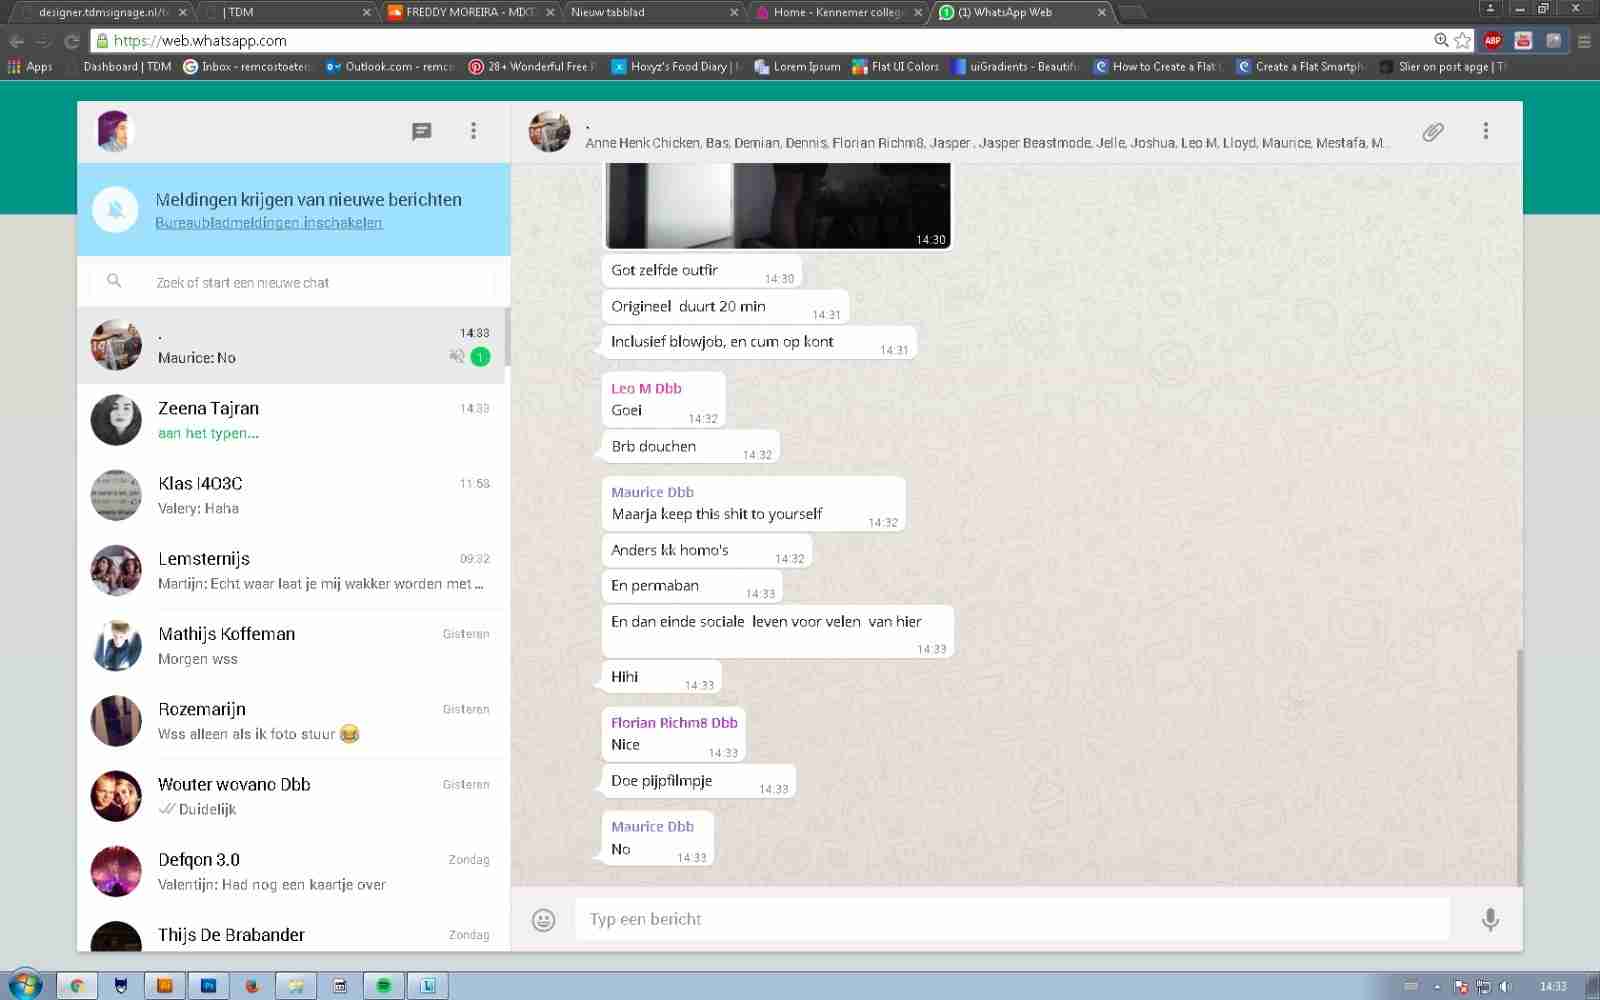 designer.tdmsignage.nl/t
| TDM
FREDDY MOREIRA - MIXT
Nieuw tabblad
Home - Kennemer colleg
(1) WhatsApp Web
https://web.whatsapp.com
Apps
Dashboard | TDM
Inbox - remcostoeten
Outlook.com - remco
28+ Wonderful Free
Hoxyz's Food Diary |
Lorem Ipsum
Flat UI Colors
uiGradients - Beautif
How to Create a Flat
Create a Flat Smartph
Slier on post apge | T
ABP
.
Anne Henk Chicken, Bas, Demian, Dennis, Florian Richm8, Jasper , Jasper Beastmode, Jelle, Joshua, Leo M, Lloyd, Maurice, Mestafa, M...
Meldingen krijgen van nieuwe berichten
Bureaubladmeldingen inschakelen
Zoek of start een nieuwe chat
. 14:33
Maurice: No 1
Zeena Tajran 14:33
aan het typen...
Klas I4O3C 11:58
Valery: Haha
Lemsternijs 09:32
Martijn: Echt waar laat je mij wakker worden met ...
Mathijs Koffeman Gisteren
Morgen wss
Rozemarijn Gisteren
Wss alleen als ik foto stuur 😂
Wouter wovano Dbb Gisteren
Duidelijk
Defqon 3.0 Zondag
Valentijn: Had nog een kaartje over
Thijs De Brabander Zondag
14:30
Got zelfde outfir 14:30
Origineel duurt 20 min 14:31
Inclusief blowjob, en cum op kont 14:31
Leo M Dbb
Goei 14:32
Brb douchen 14:32
Maurice Dbb
Maarja keep this shit to yourself 14:32
Anders kk homo's 14:32
En permaban 14:33
En dan einde sociale leven voor velen van hier
14:33
Hihi 14:33
Florian Richm8 Dbb
Nice 14:33
Doe pijpfilmpje 14:33
Maurice Dbb
No 14:33
Typ een bericht
14:33